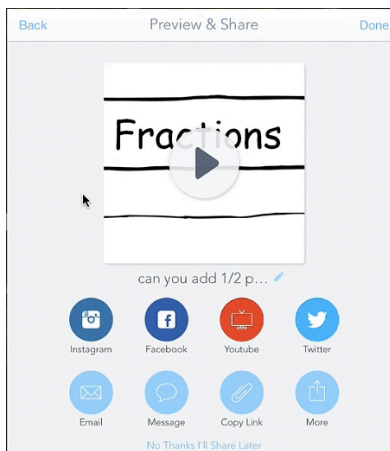 Back Preview & Share Done
Fractions
can you add 1/2 p...
Instagram Facebook Youtube Twitter
Email Message Copy Link More
No Thanks I'll Share Later